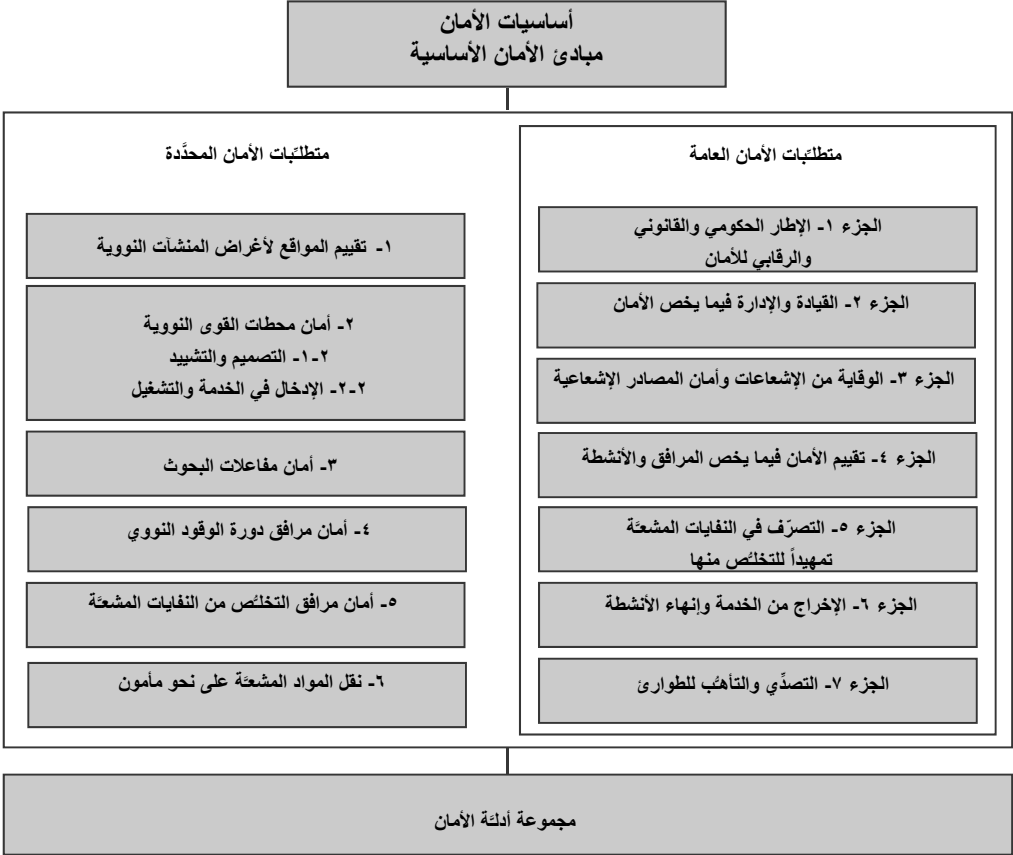 أساسيات الأمان
مبادئ الأمان الأساسية
متطلّبات الأمان العامة
الجزء ١- الإطار الحكومي والقانوني
والرقابي للأمان
الجزء ٢- القيادة والإدارة فيما يخص الأمان
الجزء ٣- الوقاية من الإشعاعات وأمان المصادر الإشعاعية
الجزء ٤- تقييم الأمان فيما يخص المرافق والأنشطة
الجزء ٥- التصرّف في النفايات المشعّة
تمهيداً للتخلّص منها
الجزء ٦- الإخراج من الخدمة وإنهاء الأنشطة
الجزء ٧- التصدِّي والتأهّب للطوارئ
متطلّبات الأمان المحدَّدة
١- تقييم المواقع لأغراض المنشآت النووية
٢- أمان محطات القوى النووية
٢-١- التصميم والتشييد
٢-٢- الإدخال في الخدمة والتشغيل
٣- أمان مفاعلات البحوث
٤- أمان مرافق دورة الوقود النووي
٥- أمان مرافق التخلّص من النفايات المشعّة
٦- نقل المواد المشعّة على نحو مأمون
مجموعة أدلّة الأمان